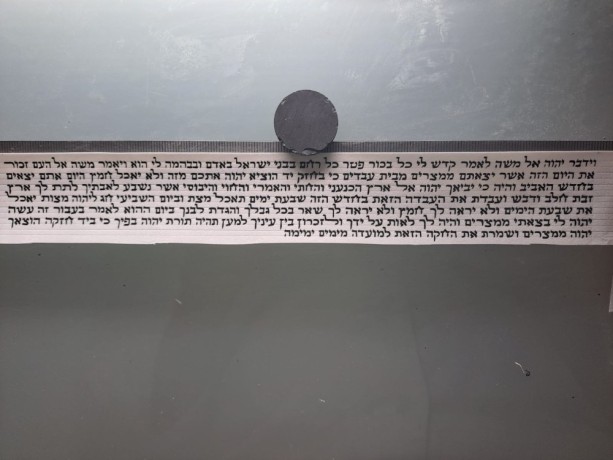 וידבר יהוה אל משה לאמר קדש לי כל בכור פטר כל רחם בבני ישראל באדם ובבהמה לי הוא ויאמר משה אל העם זכור
את היום הזה אשר יצאתם ממצרים מבית עבדים כי בחזק יד הוציא יהוה אתכם מזה ולא יאכל חמץ היום אתם יצאים
בחדש האביב והיה כי יביאך יהוה אל ארץ הכנעני והחתי והאמרי והחוי והיבוסי אשר נשבע לאבתיך לתת לך ארץ
זבת חלב ודבש ועבדת את העבדה הזאת בחדש הזה שבעת ימים תאכל מצת וביום השביעי חג ליהוה מצות יאכל
את שבעת הימים ולא יראה לך חמץ ולא יראה לך שאר בכל גבלך והגדת לבנך ביום ההוא לאמר בעבור זה עשה
יהוה לי בצאתי ממצרים והיה לך לאות על ידך ולזכרון בין עיניך למען תהיה תורת יהוה בפיך כי ביד חזקה הוצאך
יהוה ממצרים ושמרת את החקה הזאת למועדה מימים ימימה